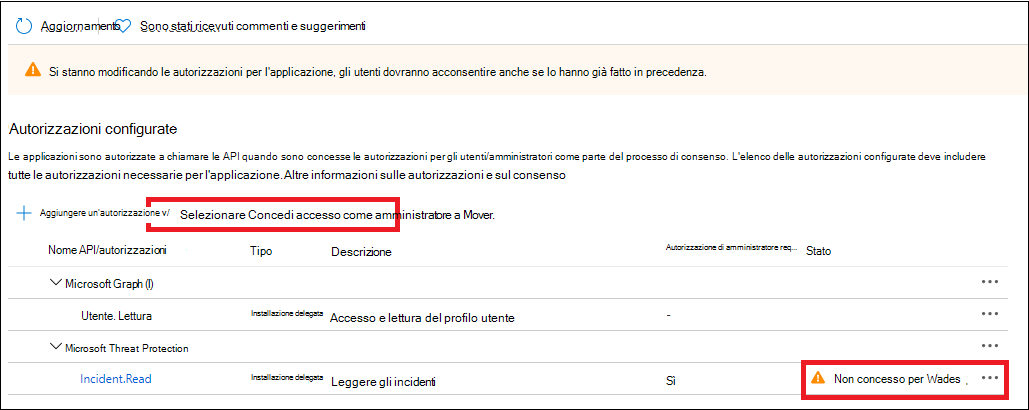 Aggiornamento Sono stati ricevuti commenti e suggerimenti
Si stanno modificando le autorizzazioni per l'applicazione, gli utenti dovranno acconsentire anche se lo hanno già fatto in precedenza.
Autorizzazioni configurate
Le applicazioni sono autorizzate a chiamare le API quando sono concesse le autorizzazioni per gli utenti/amministratori come parte del processo di consenso. L'elenco delle autorizzazioni configurate deve includere
tutte le autorizzazioni necessarie per l'applicazione. Altre informazioni sulle autorizzazioni e sul consenso
Aggiungere un'autorizzazione v/ Selezionare Concedi accesso come amministratore a Mover.
Nome API/autorizzazioni Tipo Descrizione Autorizzazione di amministratore req... Stato
Microsoft Graph (I)
Utente. Lettura Installazione delegata Accesso e lettura del profilo utente -
Microsoft Threat Protection
Incident.Read Installazione delegata Leggere gli incidenti Sì Non concesso per Wades